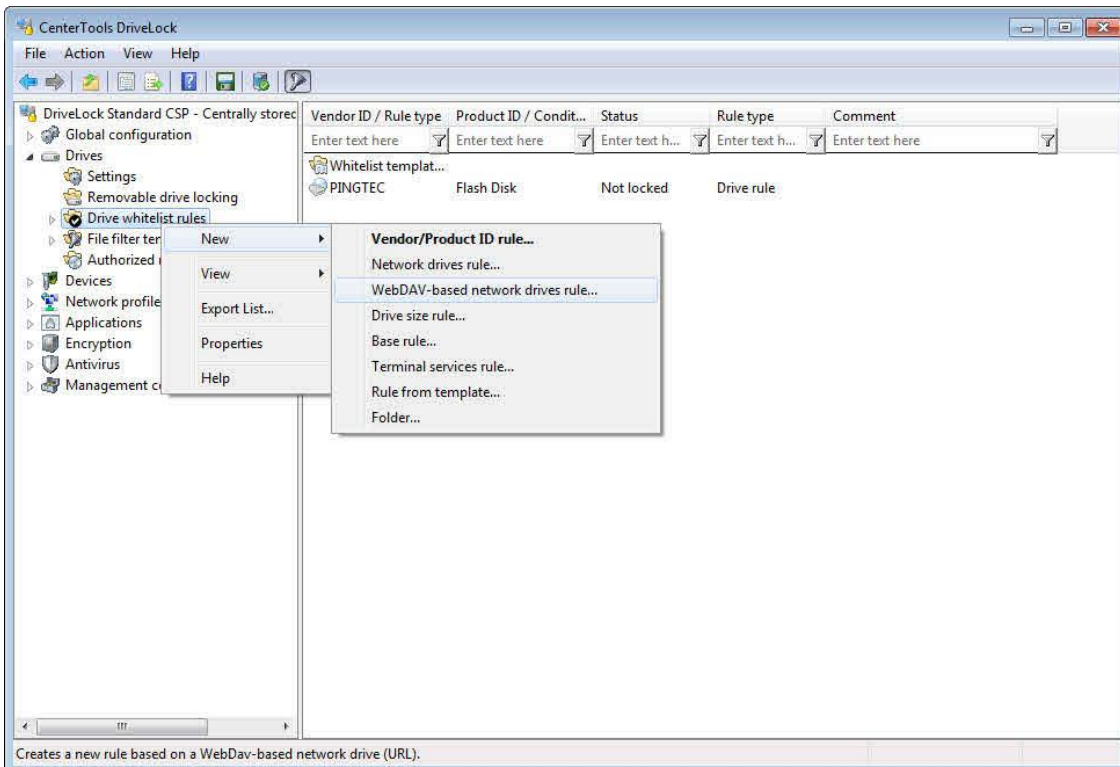 CenterTools DriveLock
File Action View Help
DriveLock Standard CSP - Centrally stored
Global configuration
Drives
Settings
Removable drive locking
Drive whitelist rules
File filter ter
Authorized
Devices
Network profile
Applications
Encryption
Antivirus
Management c
Vendor ID / Rule type Product ID / Condit... Status Rule type Comment
Enter text here Enter text here Enter text h... Enter text h... Enter text here
Whitelist templat...
PINGTEC Flash Disk Not locked Drive rule
New
View
Export List...
Properties
Help
Vendor/Product ID rule...
Network drives rule...
WebDAV-based network drives rule...
Drive size rule...
Base rule...
Terminal services rule...
Rule from template...
Folder...
Creates a new rule based on a WebDav-based network drive (URL).